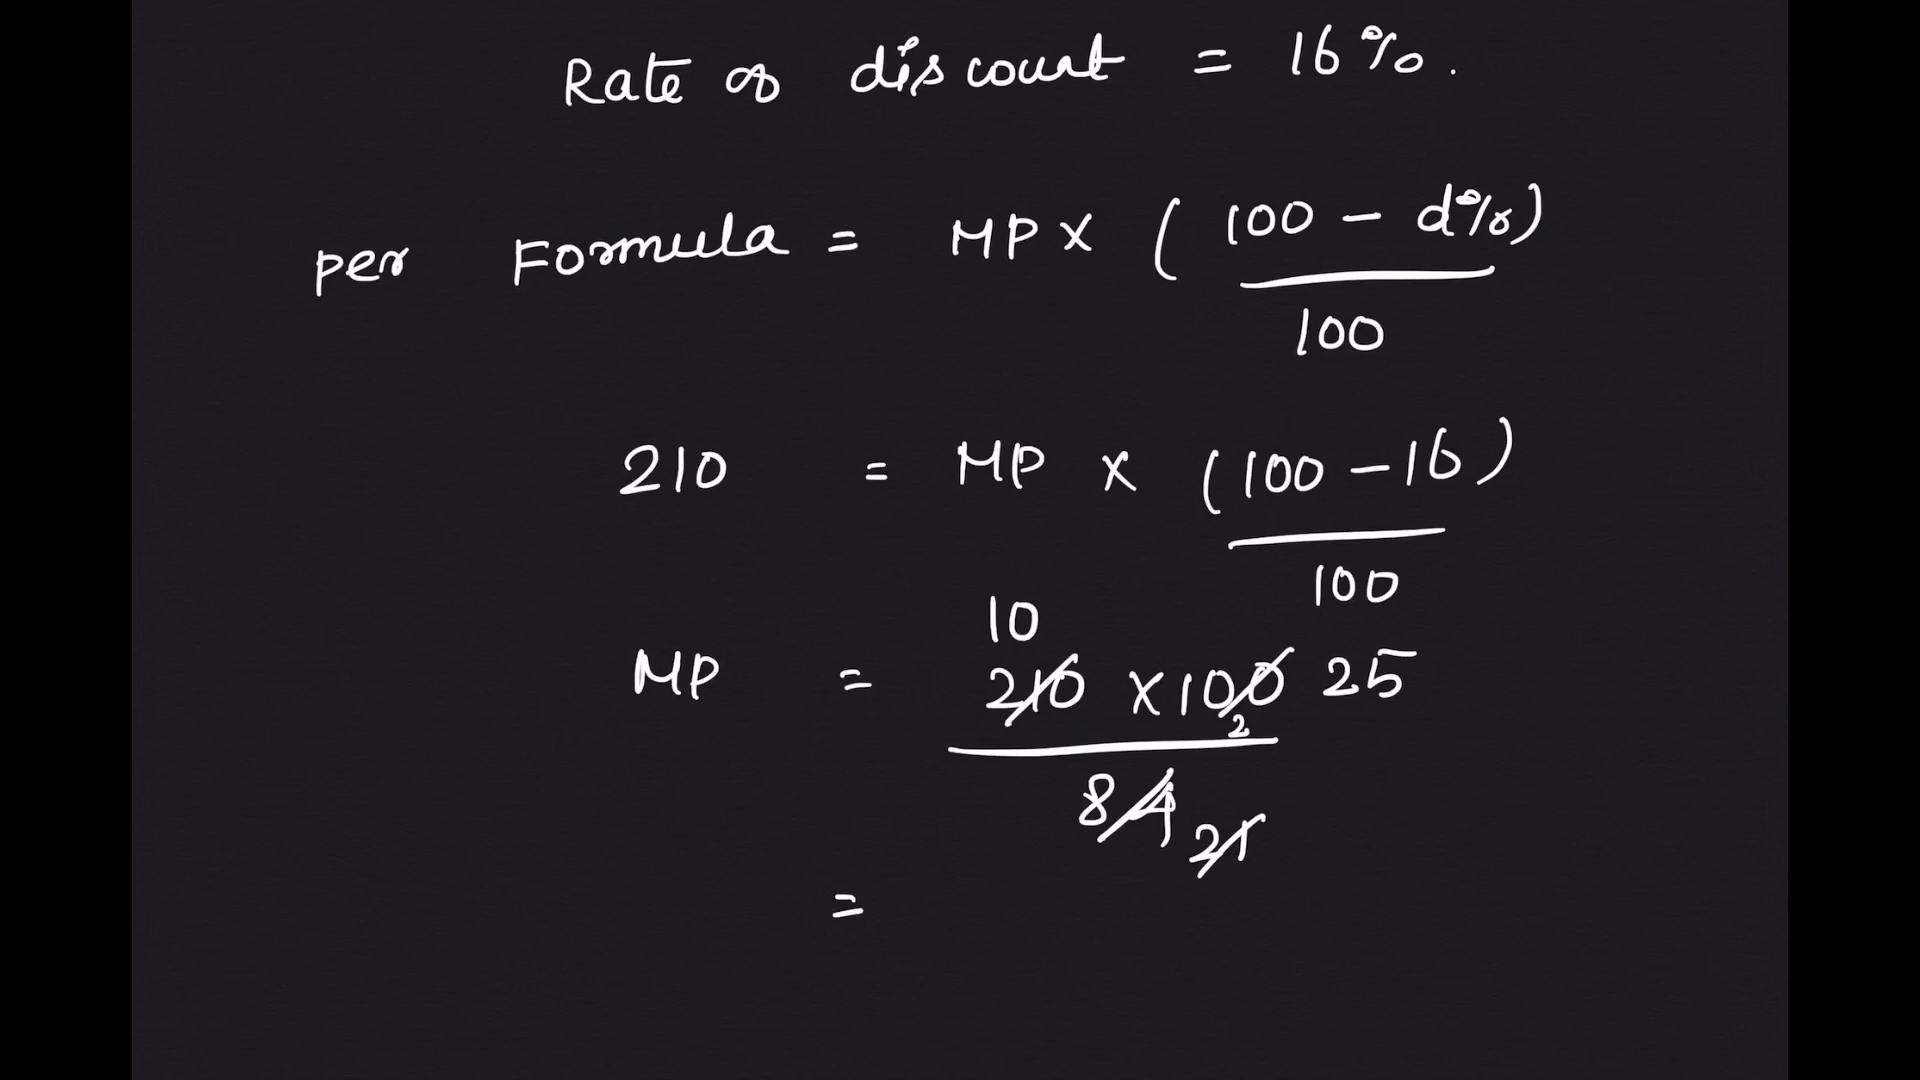 Rate of discount = 16%.
per Formula = MP x ( 100 - d%)
100
210 = MP x (100 - 16)
100
10
MP = 210 x 100 25
2
84 21
=